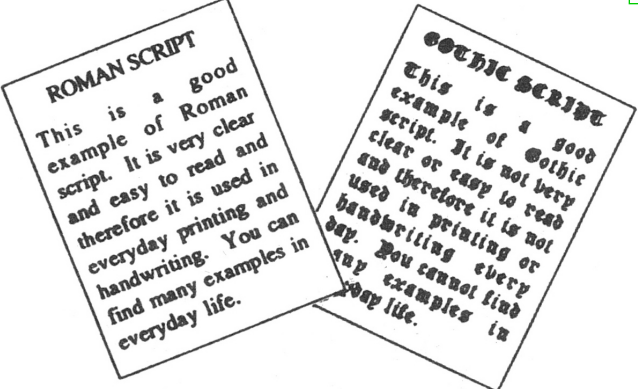 ROMAN SCRIPT
This is a good
example of Roman
script. It is very clear
and easy to read and
therefore it is used in
everyday printing and
handwriting. You can
find many examples in
everyday life.
GOTHIC SCRIPT
This is a good
example of Gothic
script. It is not very
clear or easy to read
and therefore it is not
used in printing or
handwriting every
day. You cannot find
any examples in
day life.